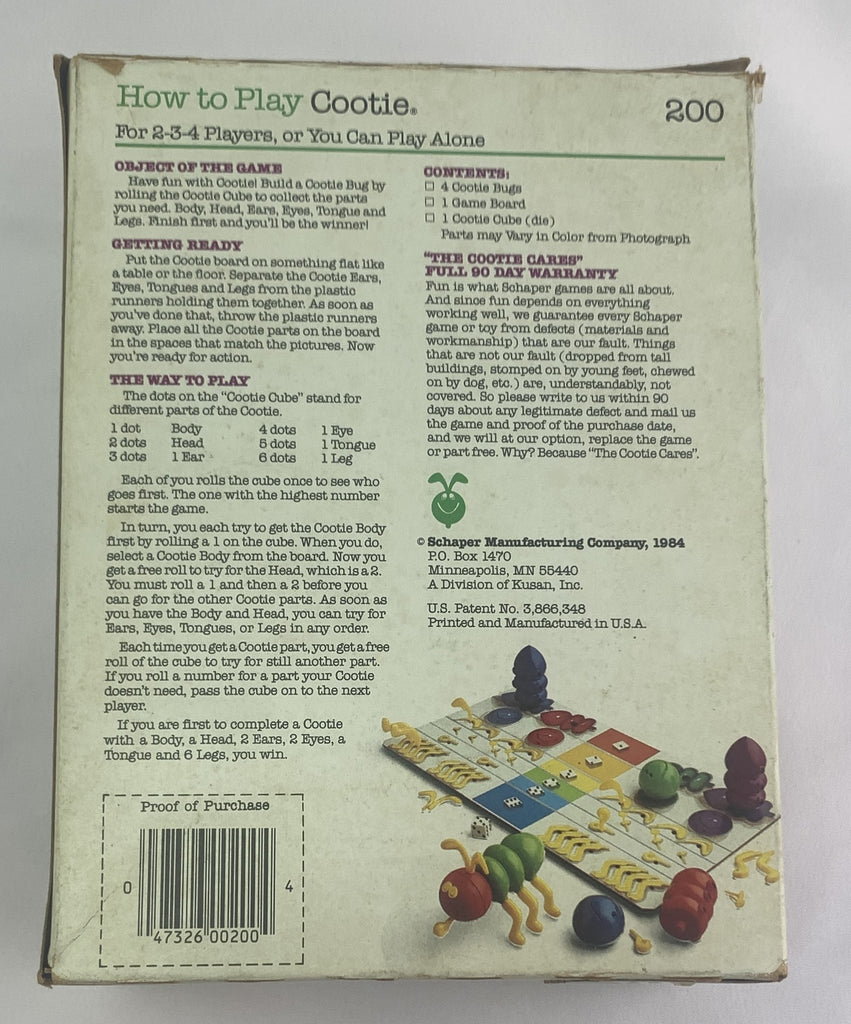 How to Play Cootie®
200
For 2-3-4 Players, or You Can Play Alone
OBJECT OF THE GAME
Have fun with Cootie! Build a Cootie Bug by
rolling the Cootie Cube to collect the parts
you need. Body, Head, Ears, Eyes, Tongue and
Legs. Finish first and you'll be the winner!
GETTING READY
Put the Cootie board on something flat like
a table or the floor. Separate the Cootie Ears,
Eyes, Tongues and Legs from the plastic
runners holding them together. As soon as
you've done that, throw the plastic runners
away. Place all the Cootie parts on the board
in the spaces that match the pictures. Now
you're ready for action.
THE WAY TO PLAY
The dots on the "Cootie Cube" stand for
different parts of the Cootie.
1 dot Body 4 dots 1 Eye
2 dots Head 5 dots 1 Tongue
3 dots 1 Ear 6 dots 1 Leg
Each of you rolls the cube once to see who
goes first. The one with the highest number
starts the game.
In turn, you each try to get the Cootie Body
first by rolling a 1 on the cube. When you do,
select a Cootie Body from the board. Now you
get a free roll to try for the Head, which is a 2.
You must roll a 1 and then a 2 before you
can go for the other Cootie parts. As soon as
you have the Body and Head, you can try for
Ears, Eyes, Tongues, or Legs in any order.
Each time you get a Cootie part, you get a free
roll of the cube to try for still another part.
If you roll a number for a part your Cootie
doesn't need, pass the cube on to the next
player.
If you are first to complete a Cootie
with a Body, a Head, 2 Ears, 2 Eyes, a
Tongue and 6 Legs, you win.
Proof of Purchase
0 47326 00200 4
CONTENTS:
☐ 4 Cootie Bugs
☐ 1 Game Board
☐ 1 Cootie Cube (die)
Parts may Vary in Color from Photograph
"THE COOTIE CARES"
FULL 90 DAY WARRANTY
Fun is what Schaper games are all about.
And since fun depends on everything
working well, we guarantee every Schaper
game or toy from defects (materials and
workmanship) that are our fault. Things
that are not our fault (dropped from tall
buildings, stomped on by young feet, chewed
on by dog, etc.) are, understandably, not
covered. So please write to us within 90
days about any legitimate defect and mail us
the game and proof of the purchase date,
and we will at our option, replace the game
or part free. Why? Because "The Cootie Cares".
© Schaper Manufacturing Company, 1984
P.O. Box 1470
Minneapolis, MN 55440
A Division of Kusan, Inc.
U.S. Patent No. 3,866,348
Printed and Manufactured in U.S.A.